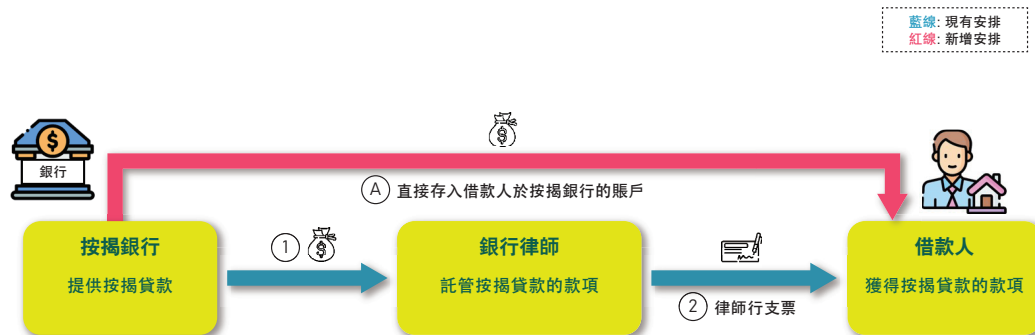 藍線: 現有安排
紅線: 新增安排
$
$
銀行
A 直接存入借款人於按揭銀行的賬戶
按揭銀行
提供按揭貸款
1 $
銀行律師
託管按揭貸款的款項
2 律師行支票
借款人
獲得按揭貸款的款項